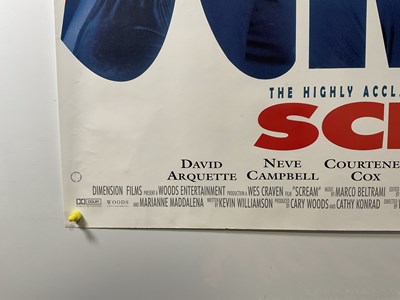 THE HIGHLY ACCL
SC
DAVID ARQUETTE
NEVE CAMPBELL
COURTENE
COX
DIMENSION FILMS PRESENT A WOODS ENTERTAINMENT PRODUCTION A WES CRAVEN FILM "SCREAM" MUSIC BY MARCO BELTRAMI
AND MARIANNE MADDALENA WRITTEN BY KEVIN WILLIAMSON PRODUCED BY CARY WOODS AND CATHY KONRAD
DOLBY
WOODS